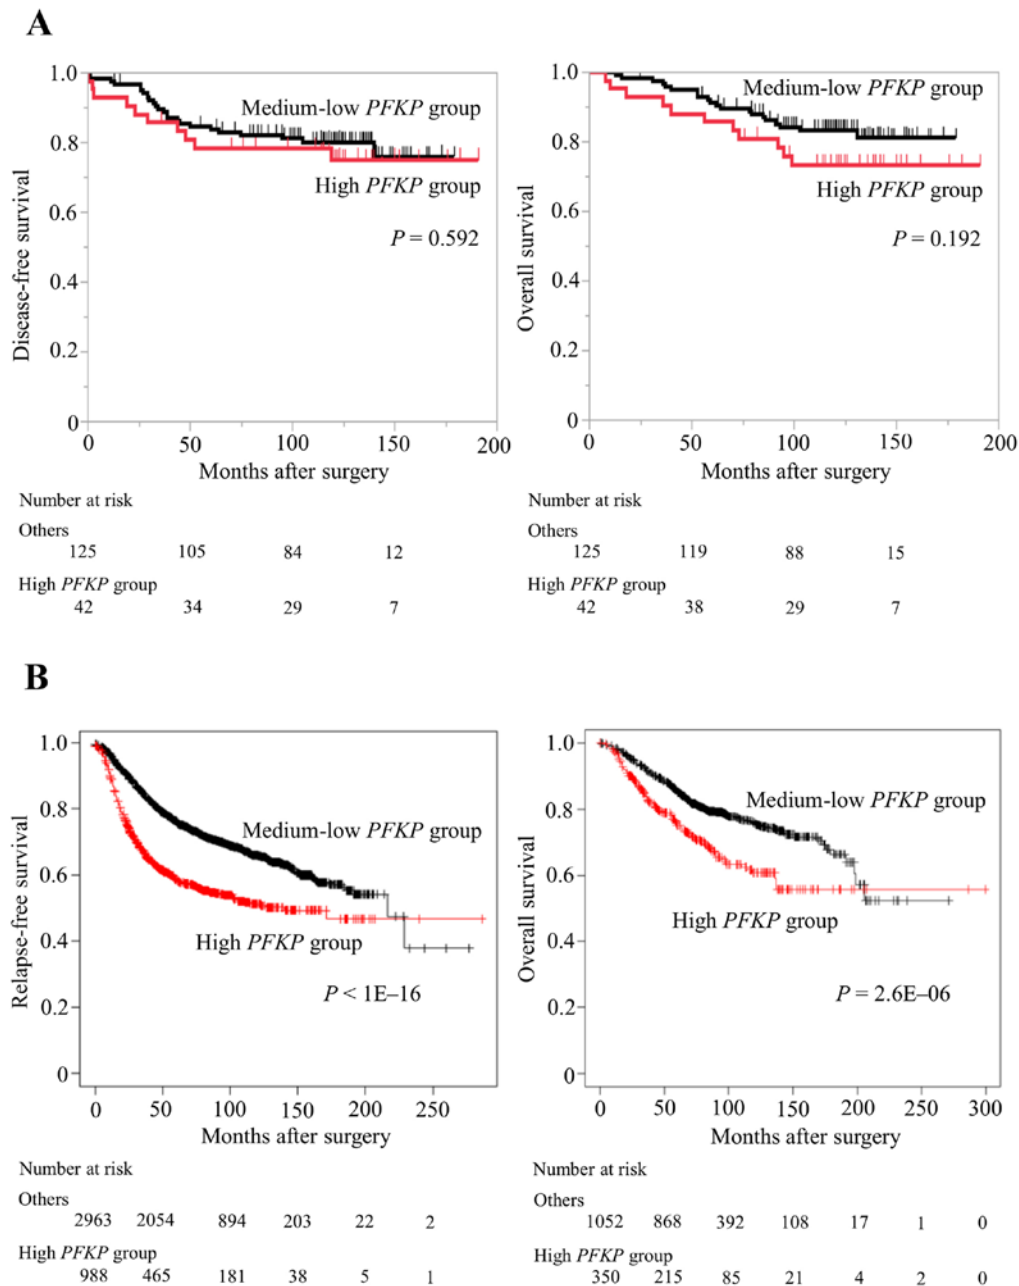 A
1.0
0.8
0.6
0.4
0.2
0
Disease-free survival
Medium-low PFKP group
High PFKP group
P = 0.592
0 50 100 150 200
Months after surgery
Number at risk
Others
125 105 84 12
High PFKP group
42 34 29 7
1.0
0.8
0.6
0.4
0.2
0
Overall survival
Medium-low PFKP group
High PFKP group
P = 0.192
0 50 100 150 200
Months after surgery
Number at risk
Others
125 119 88 15
High PFKP group
42 38 29 7
B
1.0
0.8
0.6
0.4
0.2
0
Relapse-free survival
Medium-low PFKP group
High PFKP group
P < 1E–16
0 50 100 150 200 250
Months after surgery
Number at risk
Others
2963 2054 894 203 22 2
High PFKP group
988 465 181 38 5 1
1.0
0.8
0.6
0.4
0.2
0
Overall survival
Medium-low PFKP group
High PFKP group
P = 2.6E–06
0 50 100 150 200 250 300
Months after surgery
Number at risk
Others
1052 868 392 108 17 1 0
High PFKP group
350 215 85 21 4 2 0